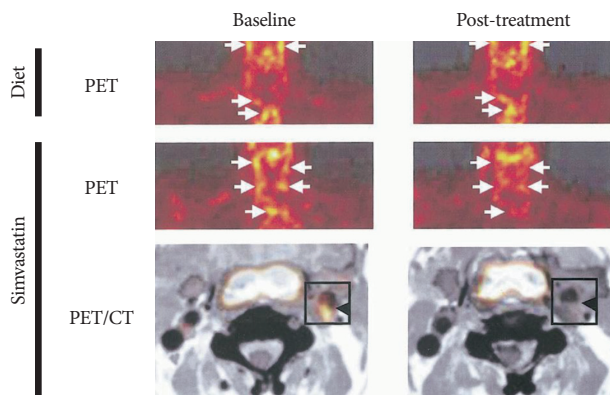 Baseline
Post-treatment
Diet
PET
Simvastatin
PET
PET/CT